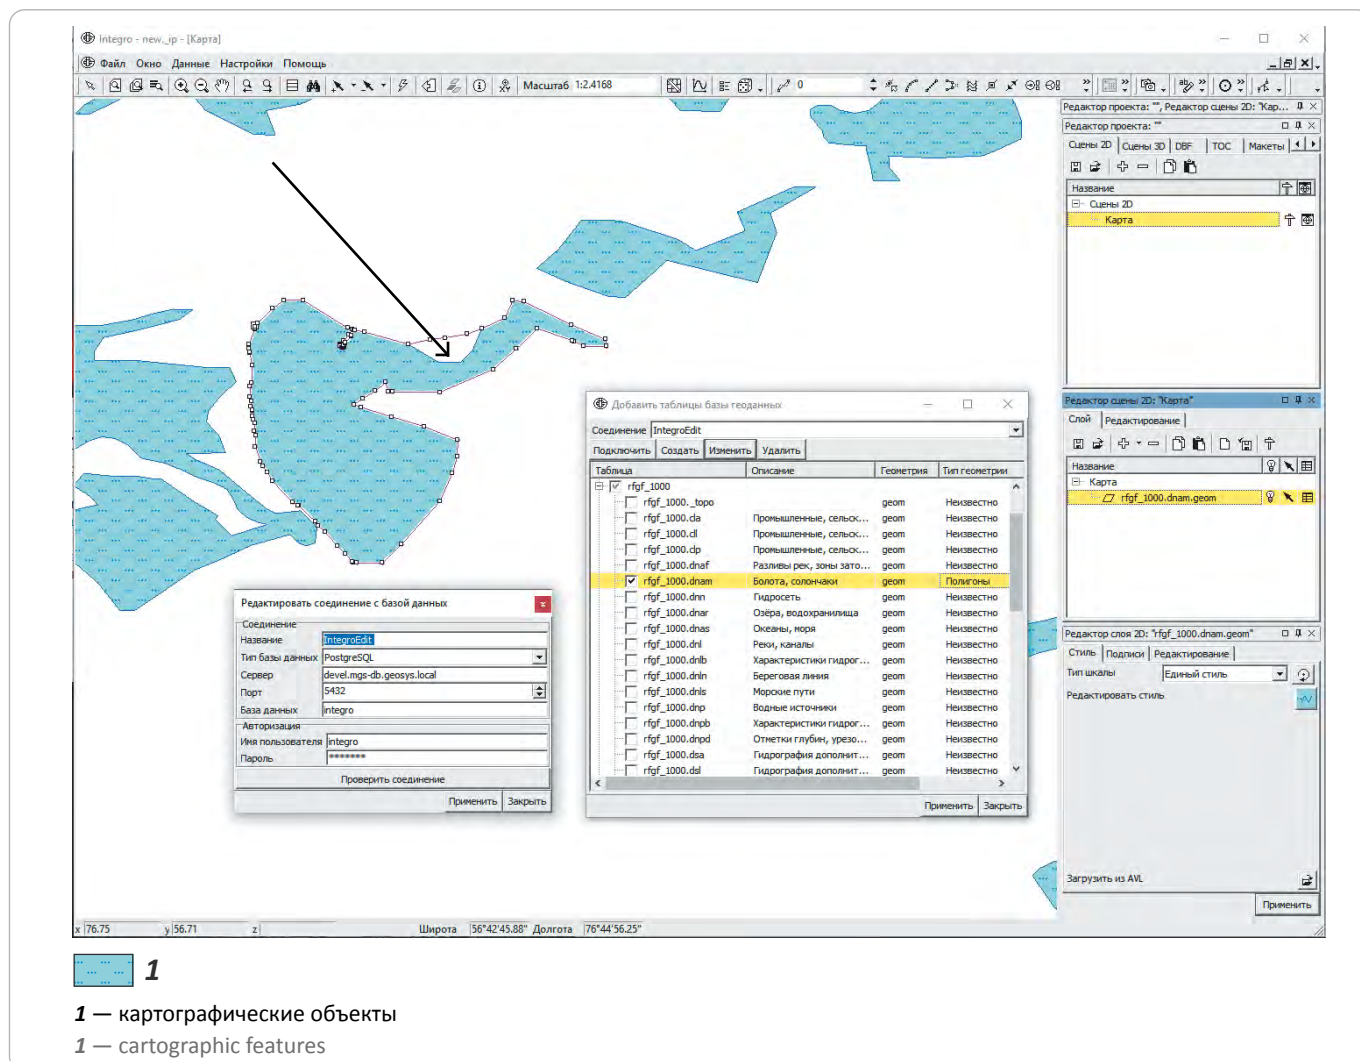 Integro - new._ip - [Карта]
Файл Окно Данные Настройки Помощь
Масштаб 1:2.4168
0
Редактор проекта: "", Редактор сцены 2D: "Кар...
Редактор проекта: ""
Сцены 2D Сцены 3D DBF TOC Макеты
Название
Сцены 2D
Карта
Редактор сцены 2D: "Карта"
Слой Редактирование
Название
Карта
rfgf_1000.dnam.geom
Редактор слоя 2D: "rfgf_1000.dnam.geom"
Стиль Подписи Редактирование
Тип шкалы Единый стиль
Редактировать стиль
Загрузить из AVL
Применить
Добавить таблицы базы геоданных
Соединение IntegroEdit
Подключить Создать Изменить Удалить
Таблица Описание Геометрия Тип геометрии
rfgf_1000
rfgf_1000._topo geom Неизвестно
rfgf_1000.da Промышленные, сельск... geom Неизвестно
rfgf_1000.dl Промышленные, сельск... geom Неизвестно
rfgf_1000.dp Промышленные, сельск... geom Неизвестно
rfgf_1000.dnaf Разливы рек, зоны зато... geom Неизвестно
rfgf_1000.dnam Болота, солончаки geom Полигоны
rfgf_1000.dnn Гидросеть geom Неизвестно
rfgf_1000.dnar Озёра, водохранилища geom Неизвестно
rfgf_1000.dnas Океаны, моря geom Неизвестно
rfgf_1000.dnl Реки, каналы geom Неизвестно
rfgf_1000.dnlb Характеристики гидрог... geom Неизвестно
rfgf_1000.dnln Береговая линия geom Неизвестно
rfgf_1000.dnls Морские пути geom Неизвестно
rfgf_1000.dnp Водные источники geom Неизвестно
rfgf_1000.dnpb Характеристики гидрог... geom Неизвестно
rfgf_1000.dnpd Отметки глубин, урезо... geom Неизвестно
rfgf_1000.dsa Гидрография дополнит... geom Неизвестно
rfgf_1000.dsl Гидрография дополнит... geom Неизвестно
Применить Закрыть
Редактировать соединение с базой данных
Соединение
Название IntegroEdit
Тип базы данных PostgreSQL
Сервер devel.mgs-db.geosys.local
Порт 5432
База данных integro
Авторизация
Имя пользователя integro
Пароль *******
Проверить соединение
Применить Закрыть
x 76.75 y 56.71 z Широта 56°42'45.88" Долгота 76°44'56.25"
1
1 — картографические объекты
1 — cartographic features